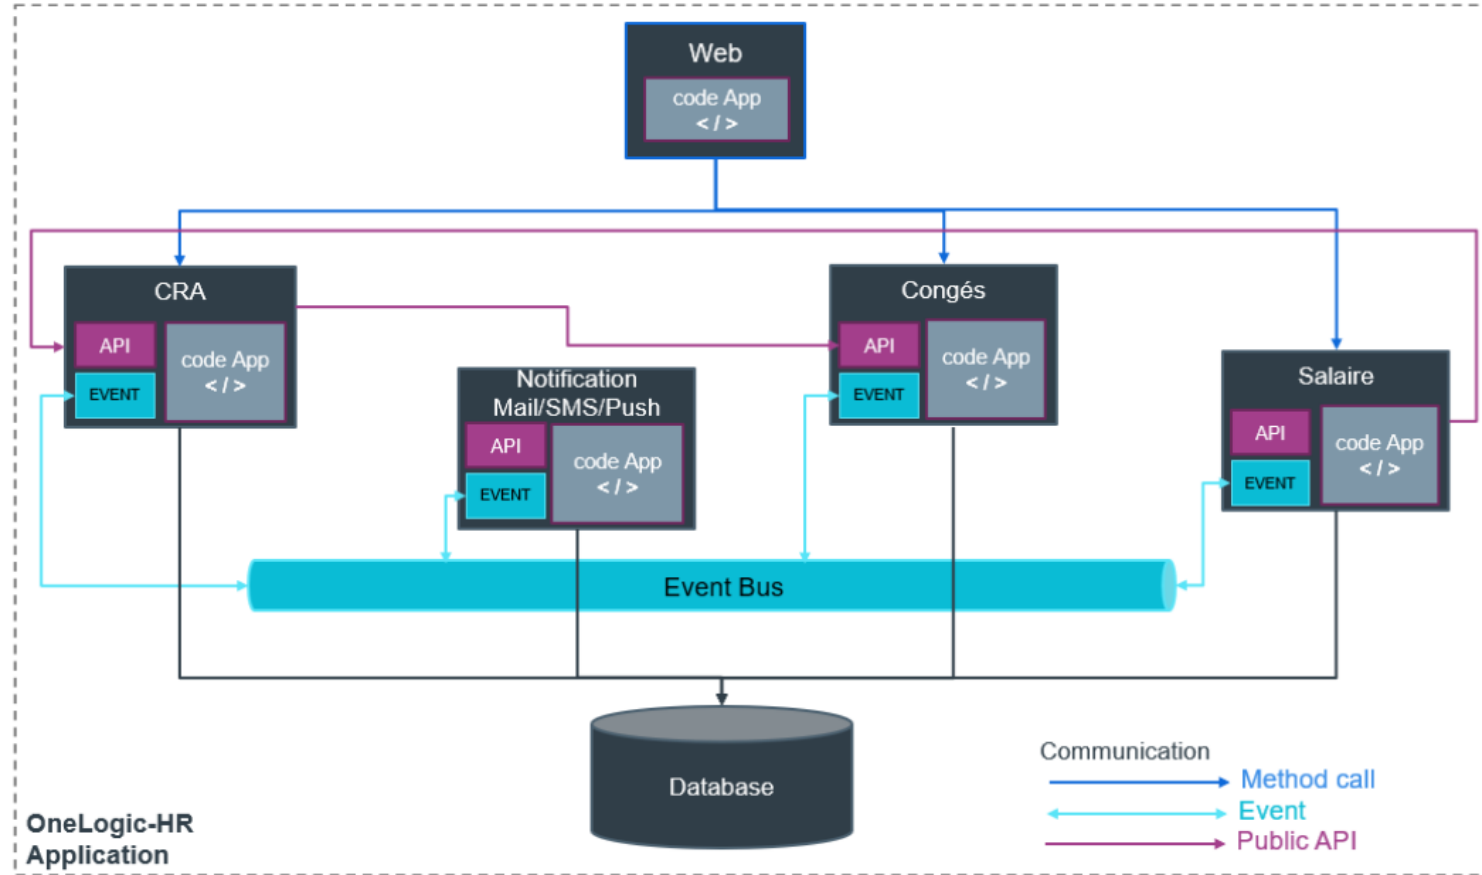 Web
code App
< / >
CRA
API
code App
< / >
EVENT
Notification
Mail/SMS/Push
API
code App
< / >
EVENT
Congés
API
code App
< / >
EVENT
Salaire
API
code App
< / >
EVENT
Event Bus
Database
Communication
Method call
Event
Public API
OneLogic-HR
Application